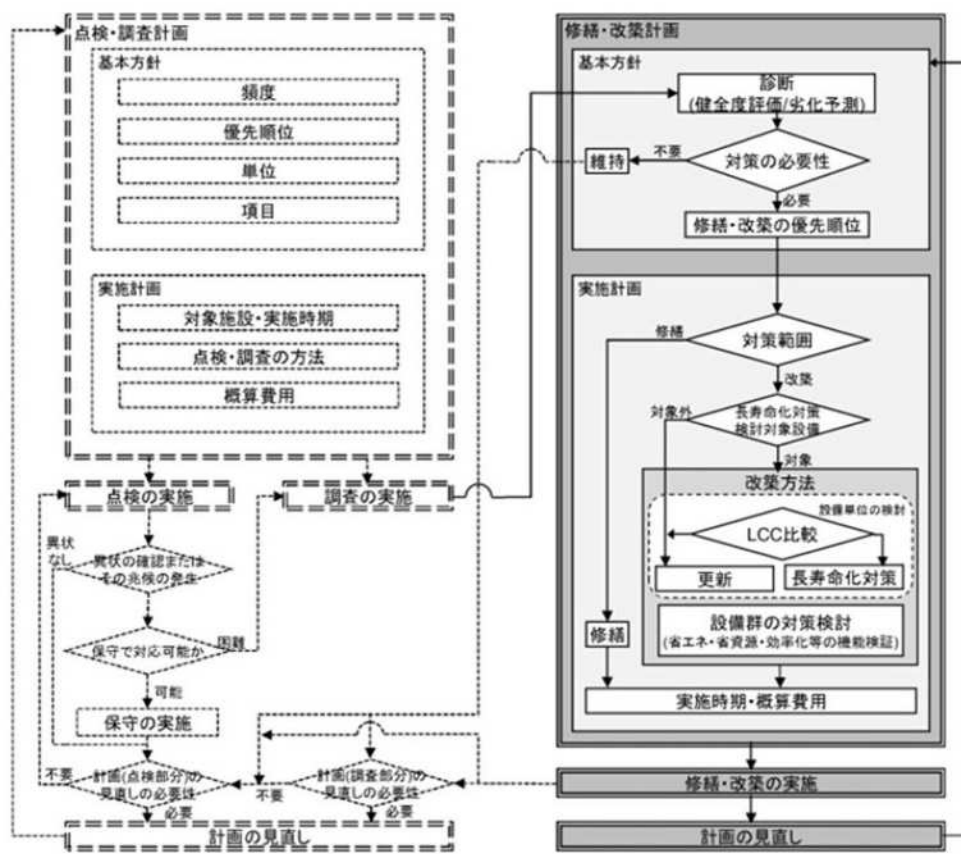 点検・調査計画
基本方針
頻度
優先順位
単位
項目
実施計画
対象施設・実施時期
点検・調査の方法
概算費用
点検の実施
調査の実施
異状
なし
異状の確認または
その兆候の発生
保守で対応可能か
困難
可能
保守の実施
不要
計画(点検部分)の
見直しの必要性
必要
不要
計画(調査部分)の
見直しの必要性
必要
計画の見直し
修繕・改築計画
基本方針
診断
(健全度評価/劣化予測)
維持
不要
対策の必要性
必要
修繕・改築の優先順位
実施計画
修繕
対策範囲
改築
対象外
長寿命化対策
検討対象設備
対象
改築方法
設備単位の検討
LCC比較
更新
長寿命化対策
修繕
設備群の対策検討
(省エネ・省資源・効率化等の機能検証)
実施時期・概算費用
修繕・改築の実施
計画の見直し